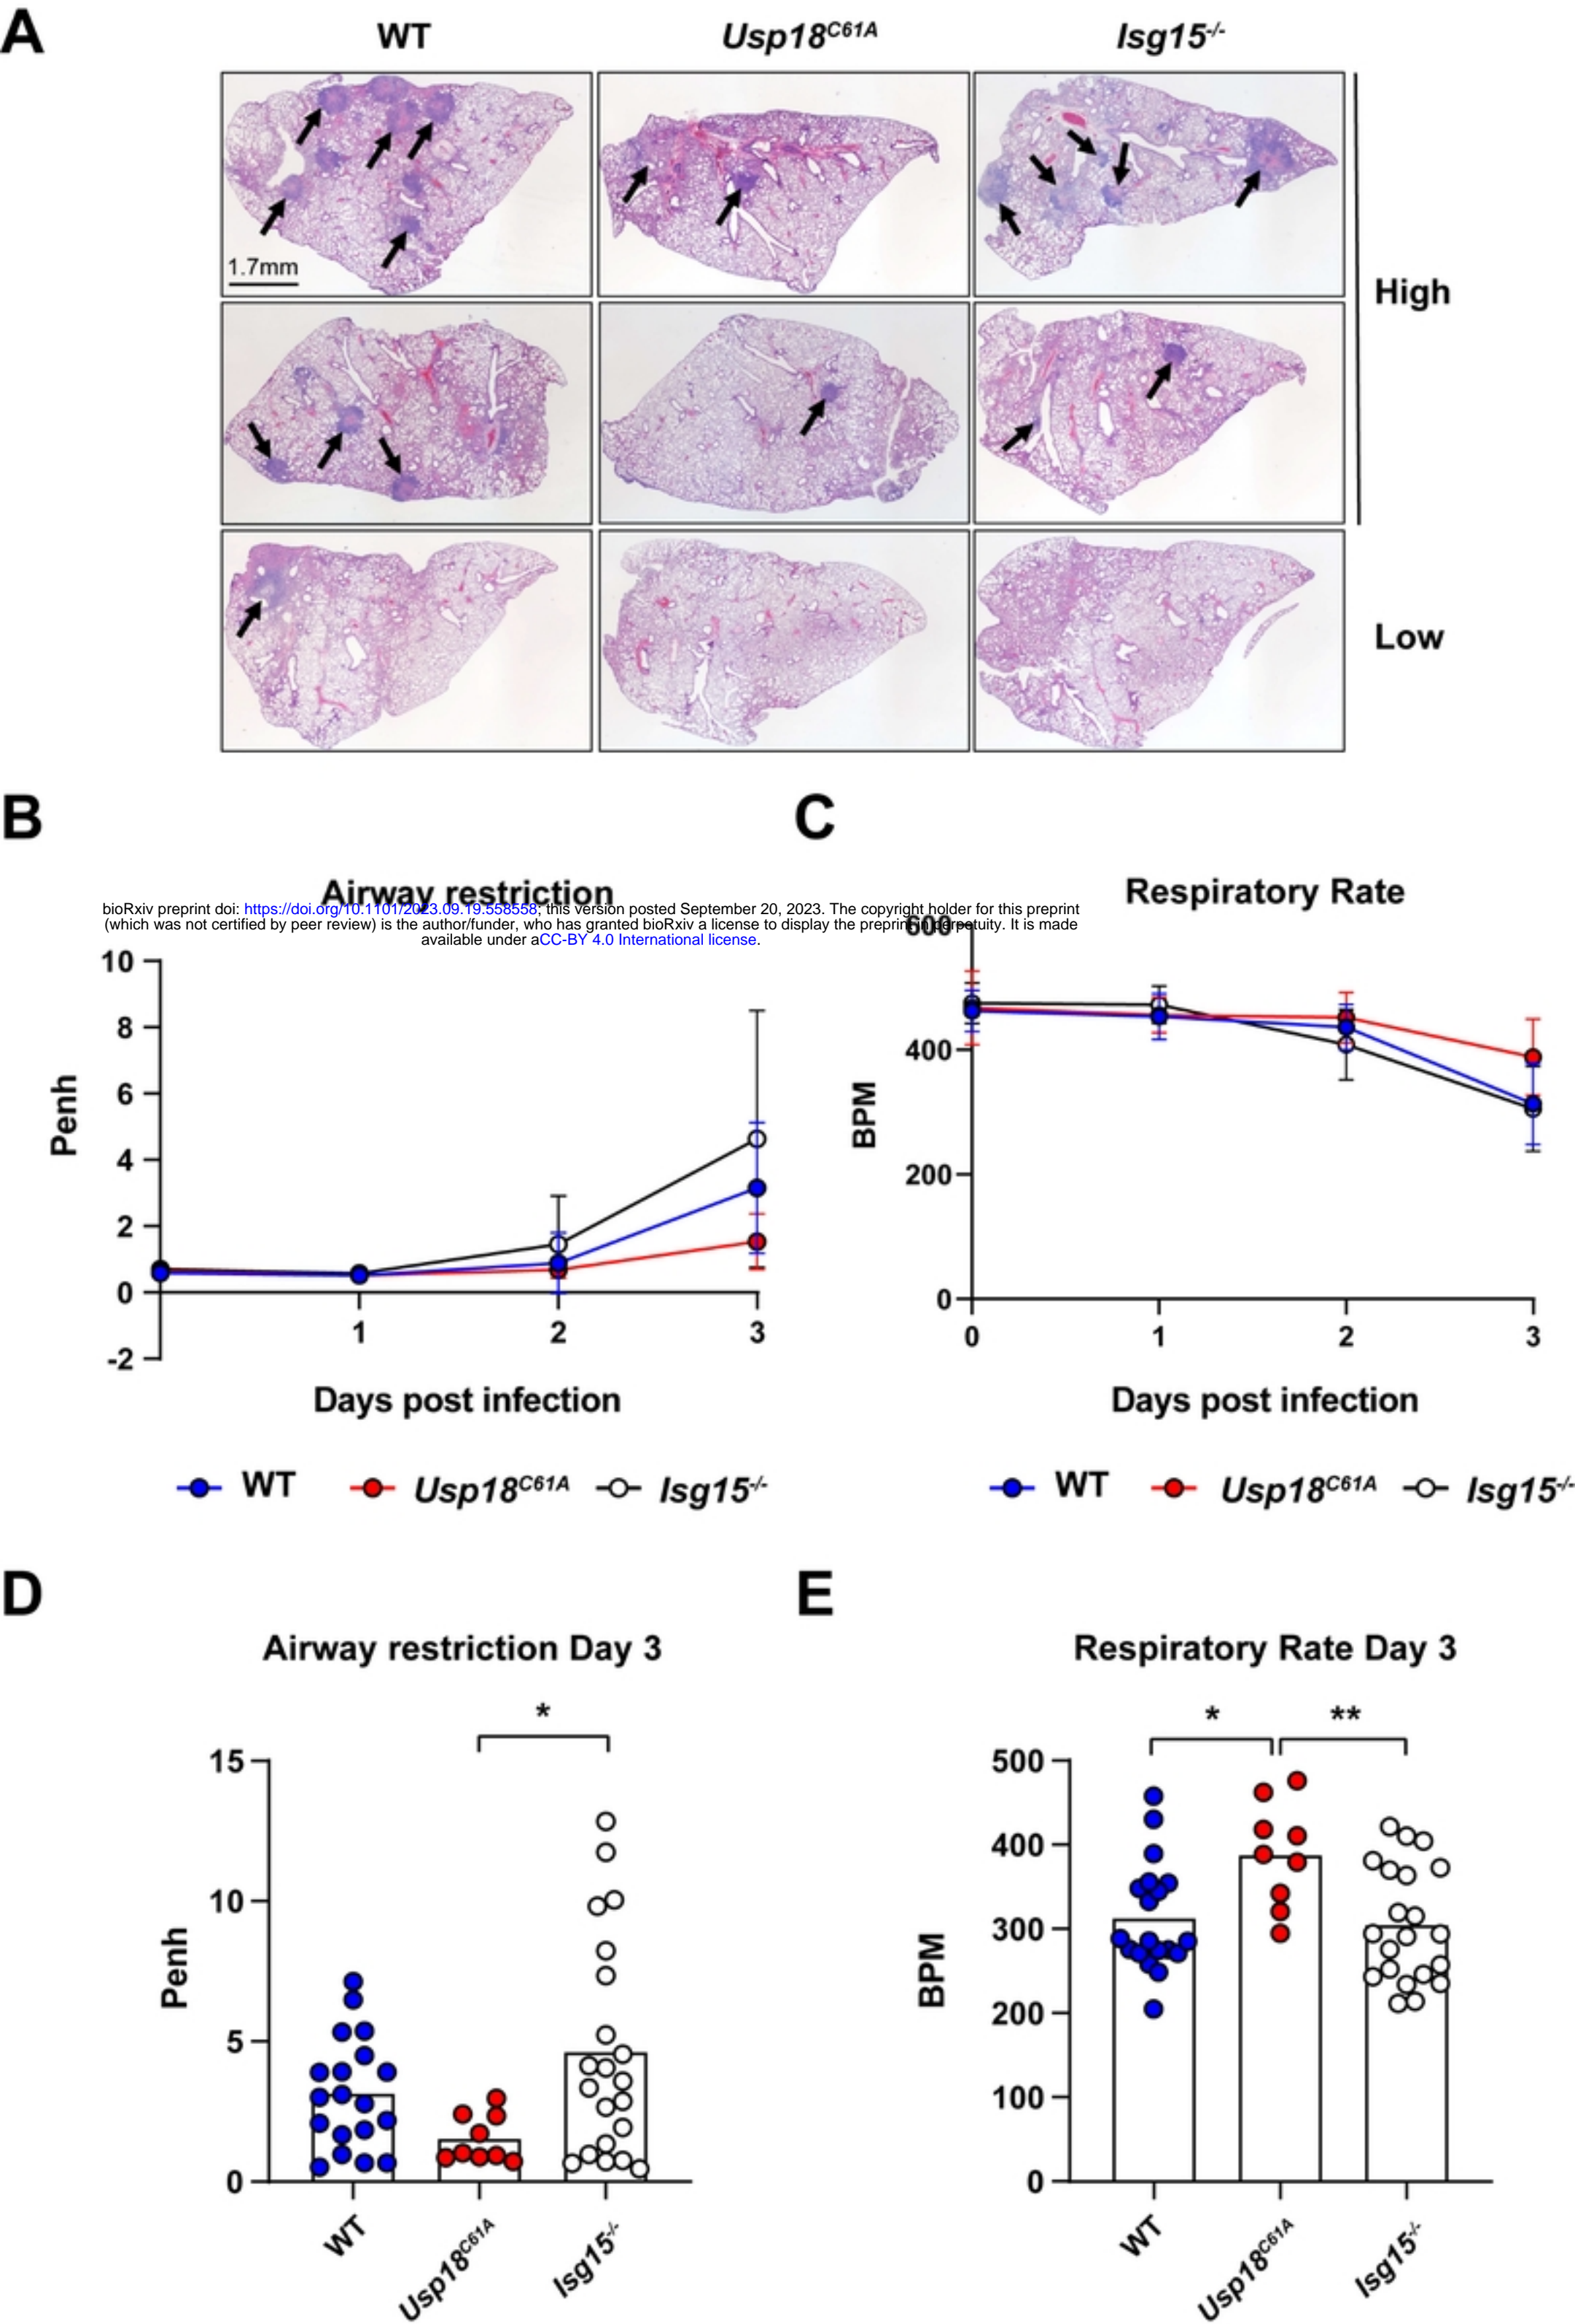 A
WT
Usp18C61A
Isg15-/-
1.7mm
High
Low
B
C
Airway restriction
Respiratory Rate
bioRxiv preprint doi: https://doi.org/10.1101/2023.09.19.558558; this version posted September 20, 2023. The copyright holder for this preprint
(which was not certified by peer review) is the author/funder, who has granted bioRxiv a license to display the preprint in perpetuity. It is made
available under aCC-BY 4.0 International license.
10
8
6
4
2
0
-2
Penh
1
2
3
Days post infection
WT
Usp18C61A
Isg15-/-
600
400
200
0
BPM
0
1
2
3
Days post infection
WT
Usp18C61A
Isg15-/-
D
E
Airway restriction Day 3
*
15
10
5
0
Penh
WT
Usp18C61A
Isg15-/-
Respiratory Rate Day 3
*
**
500
400
300
200
100
0
BPM
WT
Usp18C61A
Isg15-/-